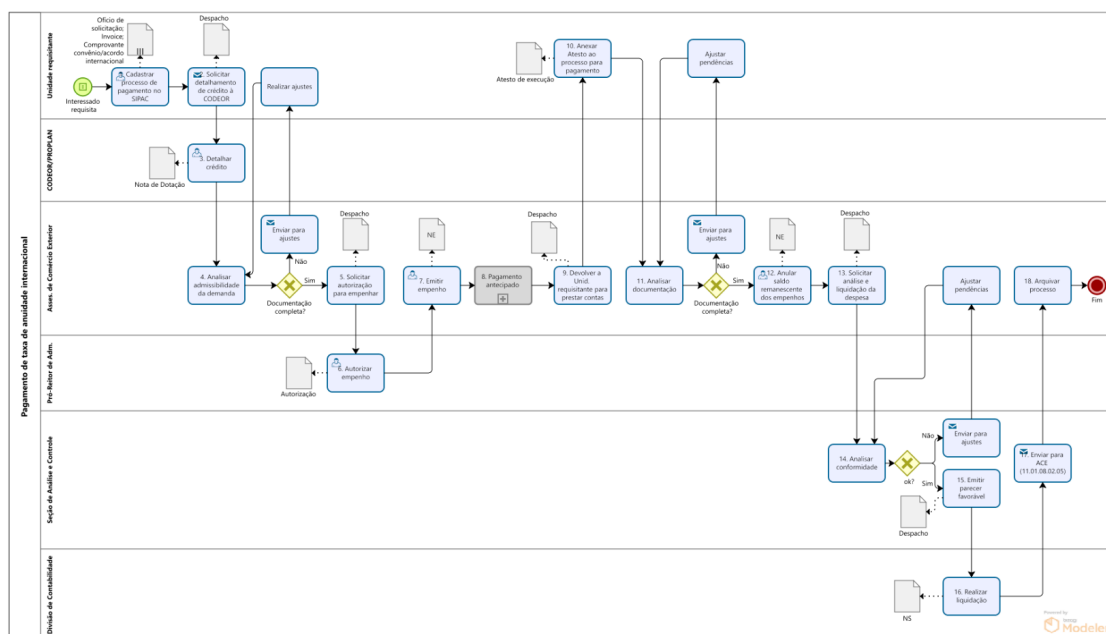 Pagamento de taxa de anuidade internacional
Unidade requisitante
Ofício de
solicitação;
Invoice;
Comprovante
convênio/acordo
internacional
Despacho
Interessado
requisita
Cadastrar
processo de
pagamento no
SIPAC
2. Solicitar
detalhamento
de crédito à
CODEOR
Realizar ajustes
10. Anexar
Atesto ao
processo para
pagamento
Atesto de execução
Ajustar
pendências
CODEOR/PROPLAN
3. Detalhar
crédito
Nota de Dotação
Asses. de Comércio Exterior
4. Analisar
admissibilidade
da demanda
Enviar para
ajustes
Não
Sim
Documentação
completa?
Despacho
5. Solicitar
autorização
para empenhar
NE
7. Emitir
empenho
8. Pagamento
antecipado
Despacho
9. Devolver a
Unid.
requisitante para
prestar contas
11. Analisar
documentação
Enviar para
ajustes
Não
Sim
Documentação
completa?
NE
12. Anular
saldo
remanescente
dos empenhos
Despacho
13. Solicitar
análise e
liquidação da
despesa
Ajustar
pendências
18. Arquivar
processo
Fim
Pró-Reitor de Adm.
6. Autorizar
empenho
Autorização
Seção de Análise e Controle
14. Analisar
conformidade
ok?
Não
Sim
Enviar para
ajustes
15. Emitir
parecer
favorável
Despacho
17. Enviar para
ACE
(11.01.08.02.05)
Divisão de Contabilidade
16. Realizar
liquidação
NS
Powered by
Modeler